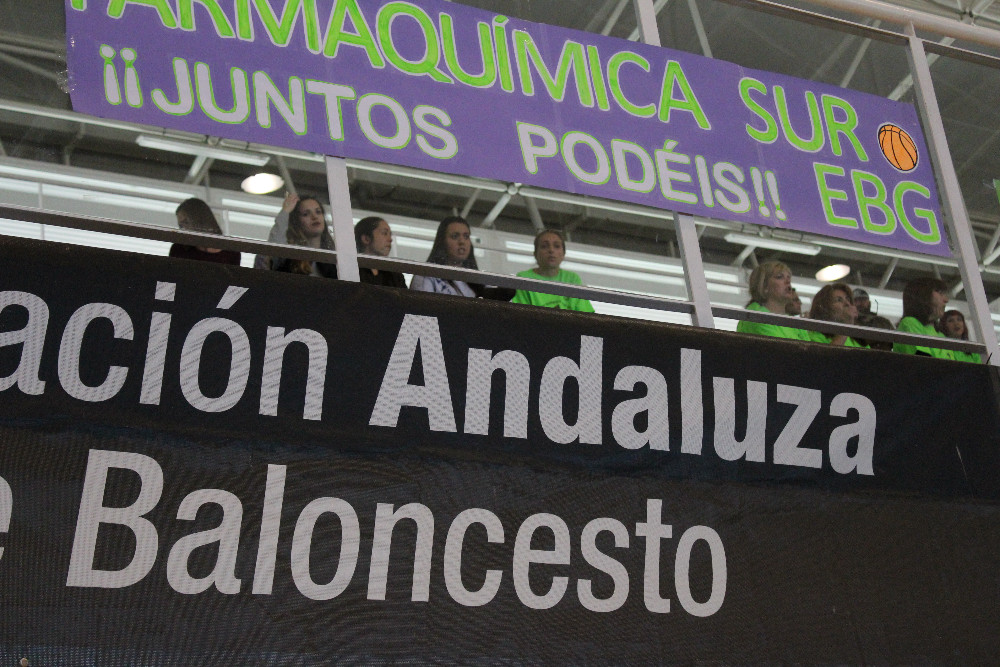 FARMAQUÍMICA SUR
¡¡JUNTOS PODÉIS!! EBG
ación Andaluza
e Baloncesto